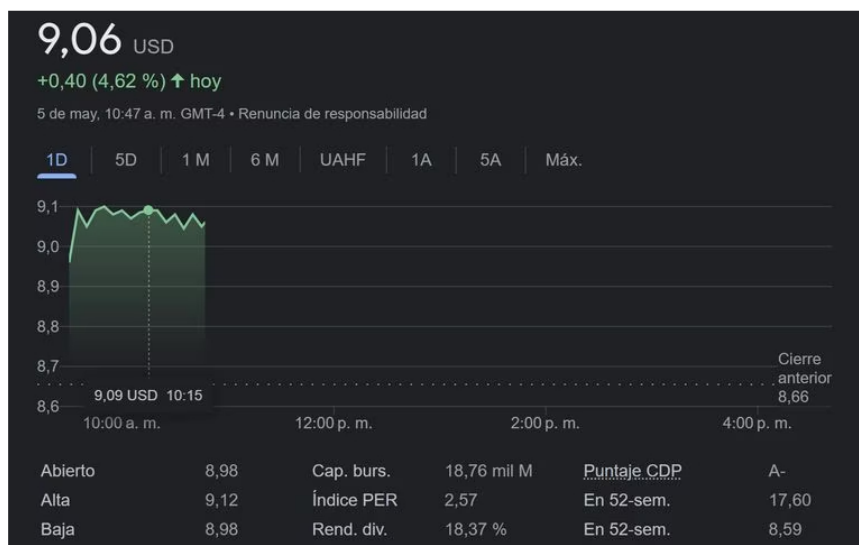 9,06 USD
+0,40 (4,62 %) ↑ hoy
5 de may, 10:47 a. m. GMT-4 • Renuncia de responsabilidad
1D 5D 1 M 6 M UAHF 1A 5A Máx.
9,1
9,0
8,9
8,8
8,7
Cierre
anterior
8,66
9,09 USD 10:15
8,6
10:00 a. m. 12:00 p. m. 2:00 p. m. 4:00 p. m.
Abierto 8,98 Cap. burs. 18,76 mil M Puntaje CDP A-
Alta 9,12 Índice PER 2,57 En 52-sem. 17,60
Baja 8,98 Rend. div. 18,37 % En 52-sem. 8,59